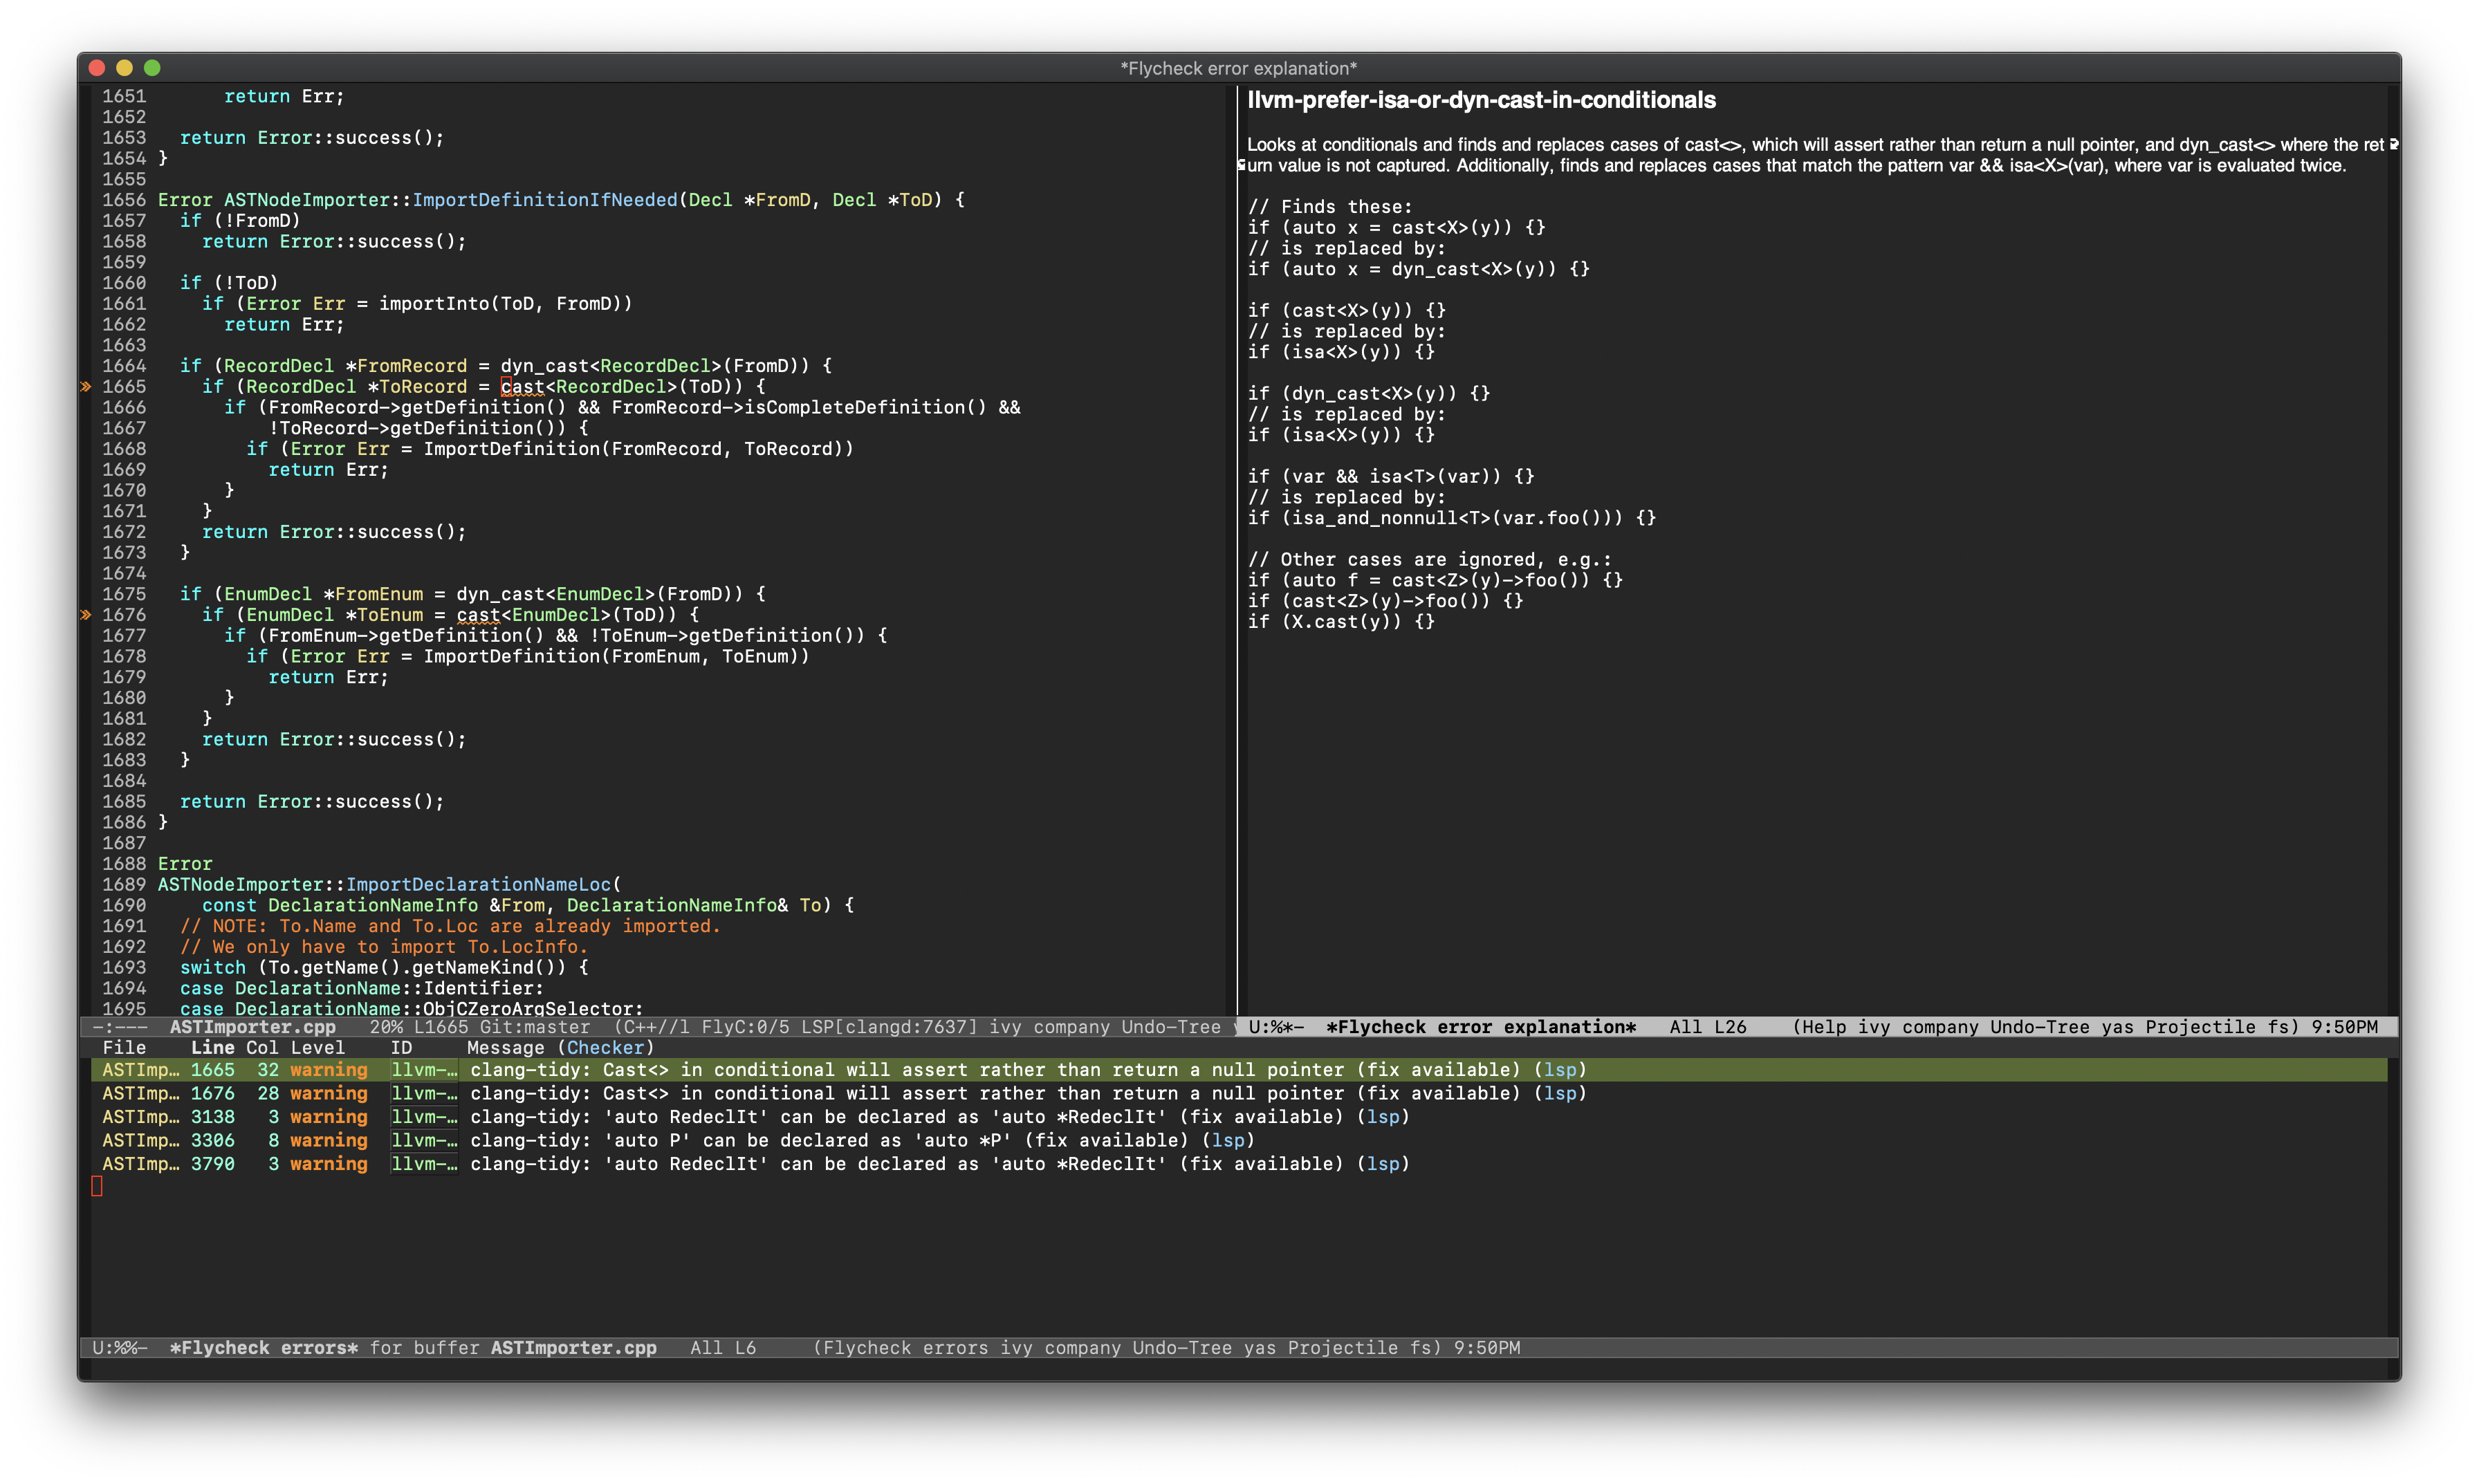 *Flycheck error explanation*
1651       return Err;
1652
1653   return Error::success();
1654 }
1655
1656 Error ASTNodeImporter::ImportDefinitionIfNeeded(Decl *FromD, Decl *ToD) {
1657   if (!FromD)
1658     return Error::success();
1659
1660   if (!ToD)
1661     if (Error Err = importInto(ToD, FromD))
1662       return Err;
1663
1664   if (RecordDecl *FromRecord = dyn_cast<RecordDecl>(FromD)) {
1665     if (RecordDecl *ToRecord = cast<RecordDecl>(ToD)) {
1666       if (FromRecord->getDefinition() && FromRecord->isCompleteDefinition() &&
1667           !ToRecord->getDefinition()) {
1668         if (Error Err = ImportDefinition(FromRecord, ToRecord))
1669           return Err;
1670       }
1671     }
1672     return Error::success();
1673   }
1674
1675   if (EnumDecl *FromEnum = dyn_cast<EnumDecl>(FromD)) {
1676     if (EnumDecl *ToEnum = cast<EnumDecl>(ToD)) {
1677       if (FromEnum->getDefinition() && !ToEnum->getDefinition()) {
1678         if (Error Err = ImportDefinition(FromEnum, ToEnum))
1679           return Err;
1680       }
1681     }
1682     return Error::success();
1683   }
1684
1685   return Error::success();
1686 }
1687
1688 Error
1689 ASTNodeImporter::ImportDeclarationNameLoc(
1690     const DeclarationNameInfo &From, DeclarationNameInfo& To) {
1691   // NOTE: To.Name and To.Loc are already imported.
1692   // We only have to import To.LocInfo.
1693   switch (To.getName().getNameKind()) {
1694   case DeclarationName::Identifier:
1695   case DeclarationName::ObjCZeroArgSelector:
-:---  ASTImporter.cpp   20% L1665 Git:master  (C++//l FlyC:0/5 LSP[clangd:7637] ivy company Undo-Tree y
llvm-prefer-isa-or-dyn-cast-in-conditionals
Looks at conditionals and finds and replaces cases of cast<>, which will assert rather than return a null pointer, and dyn_cast<> where the ret
urn value is not captured. Additionally, finds and replaces cases that match the pattern var && isa<X>(var), where var is evaluated twice.
// Finds these:
if (auto x = cast<X>(y)) {}
// is replaced by:
if (auto x = dyn_cast<X>(y)) {}
if (cast<X>(y)) {}
// is replaced by:
if (isa<X>(y)) {}
if (dyn_cast<X>(y)) {}
// is replaced by:
if (isa<X>(y)) {}
if (var && isa<T>(var)) {}
// is replaced by:
if (isa_and_nonnull<T>(var.foo())) {}
// Other cases are ignored, e.g.:
if (auto f = cast<Z>(y)->foo()) {}
if (cast<Z>(y)->foo()) {}
if (X.cast(y)) {}
U:%*-  *Flycheck error explanation*   All L26    (Help ivy company Undo-Tree yas Projectile fs) 9:50PM
File    Line Col Level    ID     Message (Checker)
ASTImp… 1665  32 warning  llvm-… clang-tidy: Cast<> in conditional will assert rather than return a null pointer (fix available) (lsp)
ASTImp… 1676  28 warning  llvm-… clang-tidy: Cast<> in conditional will assert rather than return a null pointer (fix available) (lsp)
ASTImp… 3138   3 warning  llvm-… clang-tidy: 'auto RedeclIt' can be declared as 'auto *RedeclIt' (fix available) (lsp)
ASTImp… 3306   8 warning  llvm-… clang-tidy: 'auto P' can be declared as 'auto *P' (fix available) (lsp)
ASTImp… 3790   3 warning  llvm-… clang-tidy: 'auto RedeclIt' can be declared as 'auto *RedeclIt' (fix available) (lsp)
U:%%-  *Flycheck errors* for buffer ASTImporter.cpp   All L6     (Flycheck errors ivy company Undo-Tree yas Projectile fs) 9:50PM